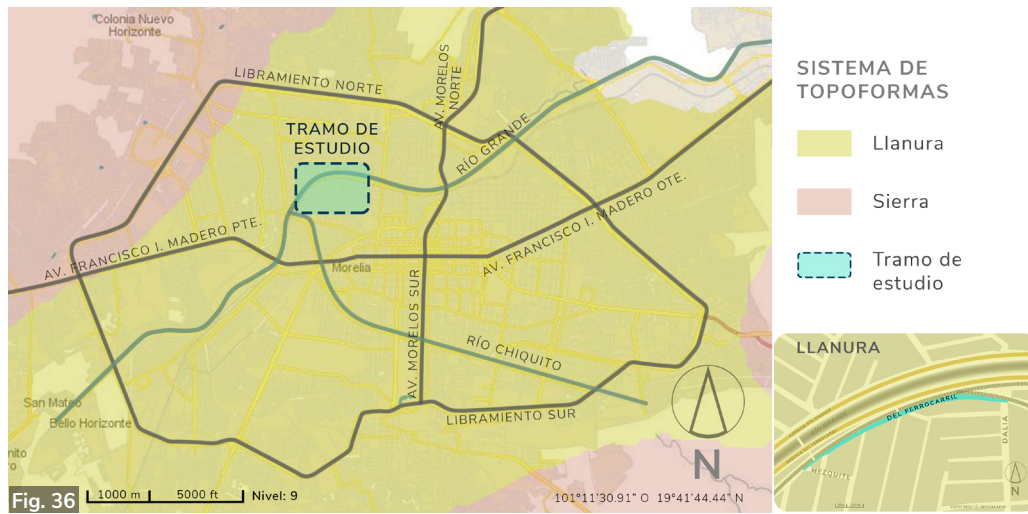 Colonia Nuevo
Horizonte
LIBRAMIENTO NORTE
AV. MORELOS
NORTE
TRAMO DE
ESTUDIO
RÍO GRANDE
AV. FRANCISCO I. MADERO PTE.
AV. FRANCISCO I. MADERO OTE.
Morelia
AV. MORELOS SUR
RÍO CHIQUITO
San Mateo
Bello Horizonte
LIBRAMIENTO SUR
N
Fig. 36
1000 m
5000 ft
Nivel: 9
101°11'30.91" O 19°41'44.44" N
SISTEMA DE
TOPOFORMAS
Llanura
Sierra
Tramo de
estudio
LLANURA
RÍO GRANDE
DEL FERROCARRIL
DALIA
MEZQUITE
N